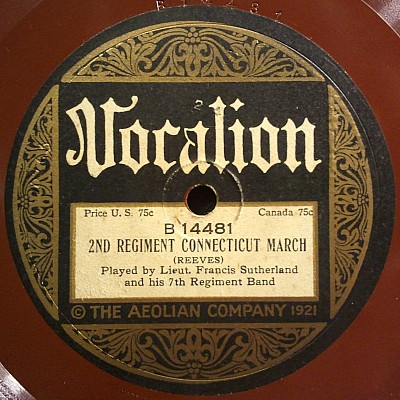 Vocalion
Price U. S. 75c Canada 75c
B 14481
2ND REGIMENT CONNECTICUT MARCH
(REEVES)
Played by Lieut. Francis Sutherland
and his 7th Regiment Band
© THE AEOLIAN COMPANY 1921